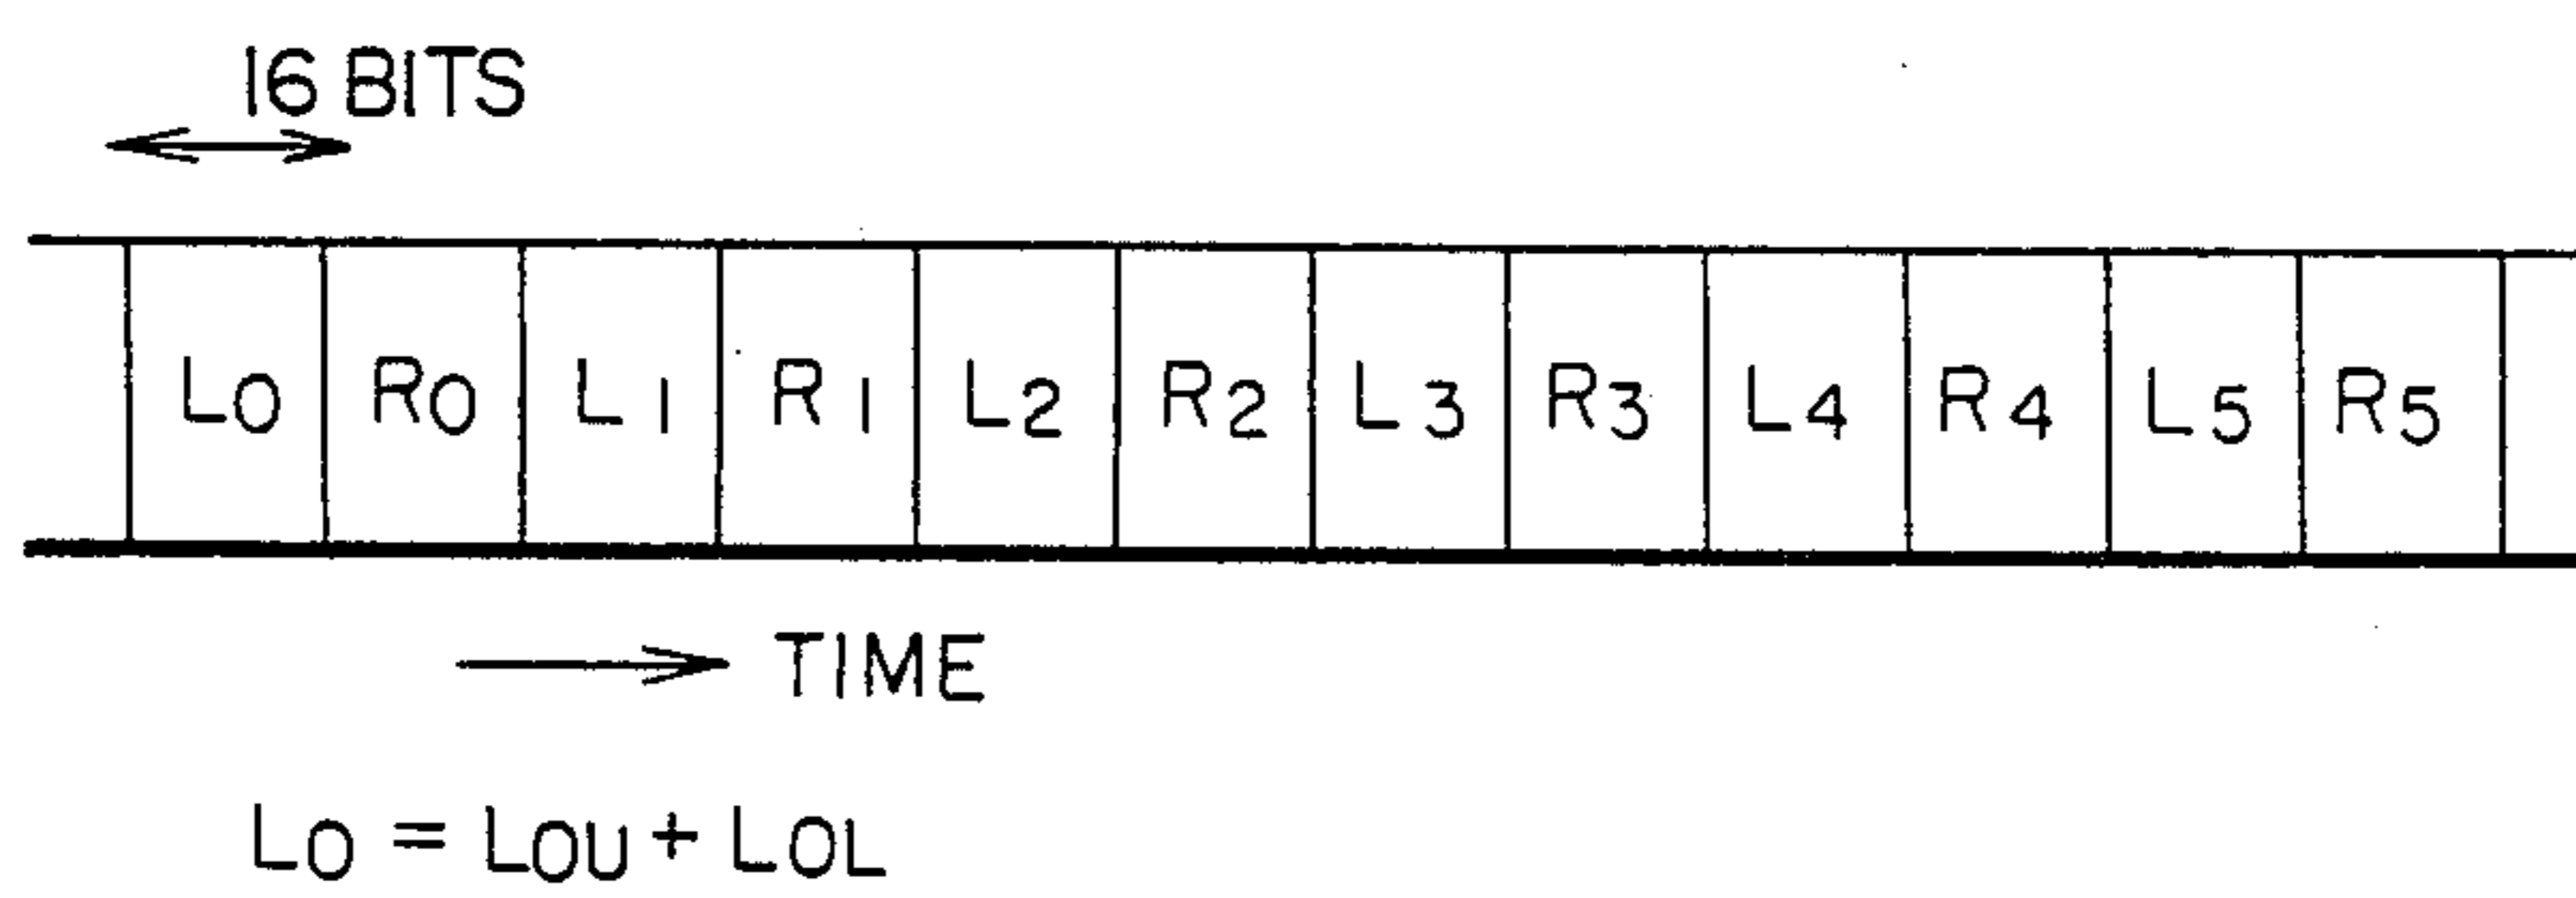 16 BITS
L0 R0 L1 R1 L2 R2 L3 R3 L4 R4 L5 R5
TIME
L0 = L0U + L0L